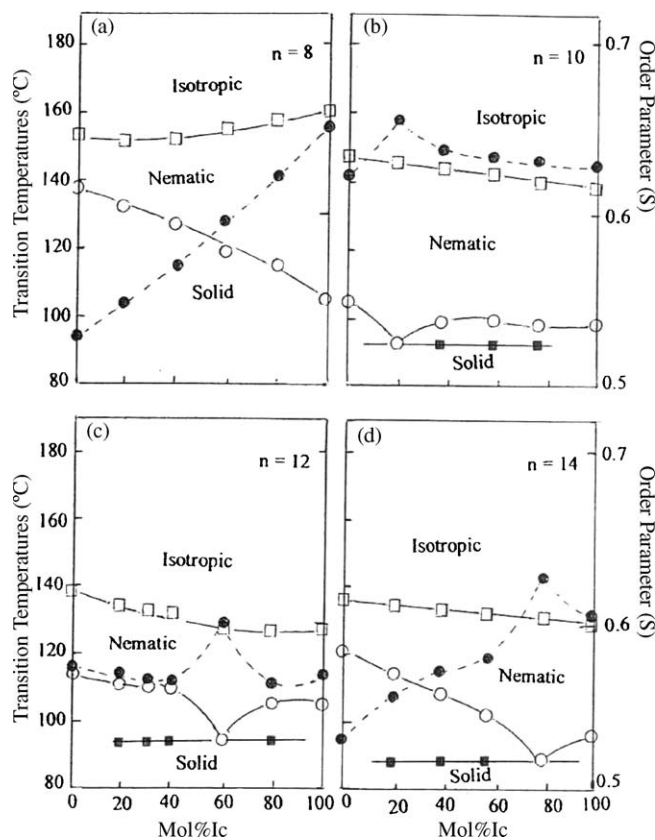 (a)
n = 8
(b)
n = 10
Isotropic
Nematic
Solid
Isotropic
Nematic
Solid
Transition Temperatures (°C)
180
160
140
120
100
80
0.7
0.6
0.5
Order Parameter (S)
(c)
n = 12
(d)
n = 14
Isotropic
Nematic
Solid
Isotropic
Nematic
Solid
Transition Temperatures (°C)
180
160
140
120
100
80
0.7
0.6
0.5
Order Parameter (S)
0 20 40 60 80 100
0 20 40 60 80 100
Mol%Ic
Mol%Ic